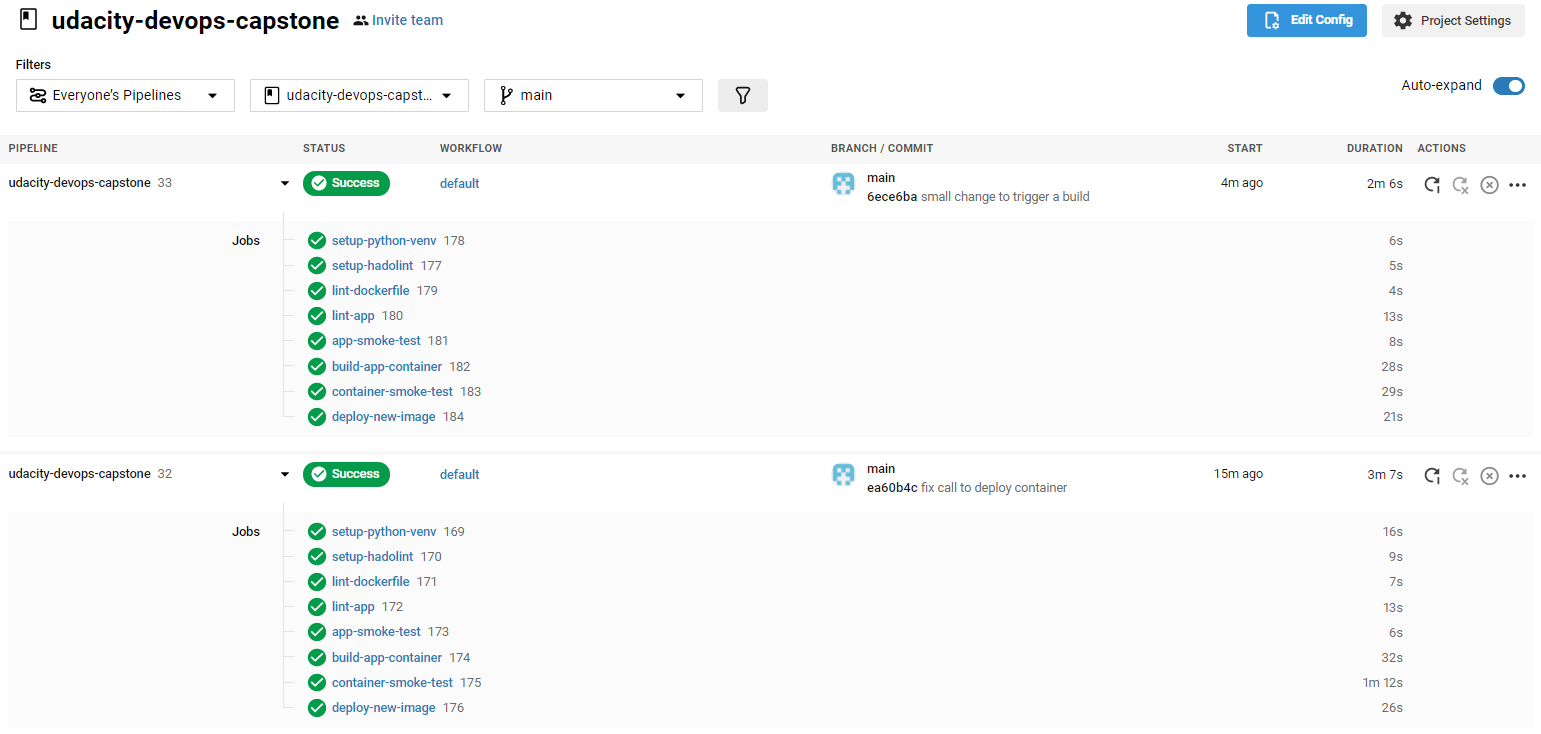 udacity-devops-capstone Invite team Edit Config Project Settings
Filters
Everyone's Pipelines udacity-devops-capst... main Auto-expand
PIPELINE STATUS WORKFLOW BRANCH / COMMIT START DURATION ACTIONS
udacity-devops-capstone 33 Success default main 4m ago 2m 6s
6ece6ba small change to trigger a build
Jobs setup-python-venv 178 6s
setup-hadolint 177 5s
lint-dockerfile 179 4s
lint-app 180 13s
app-smoke-test 181 8s
build-app-container 182 28s
container-smoke-test 183 29s
deploy-new-image 184 21s
udacity-devops-capstone 32 Success default main 15m ago 3m 7s
ea60b4c fix call to deploy container
Jobs setup-python-venv 169 16s
setup-hadolint 170 9s
lint-dockerfile 171 7s
lint-app 172 13s
app-smoke-test 173 6s
build-app-container 174 32s
container-smoke-test 175 1m 12s
deploy-new-image 176 26s